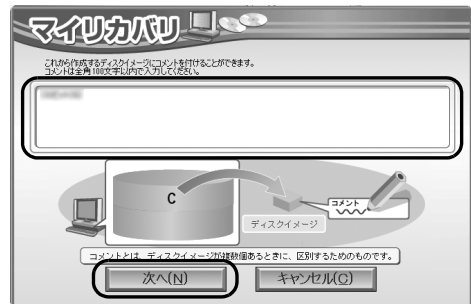 マイリカバリ
これから作成するディスクイメージにコメントを付けることができます。
コメントは全角100文字以内で入力してください。
C
コメント
ディスクイメージ
コメントとは、ディスクイメージが複数個あるときに、区別するためのものです。
次へ(N)
キャンセル(C)